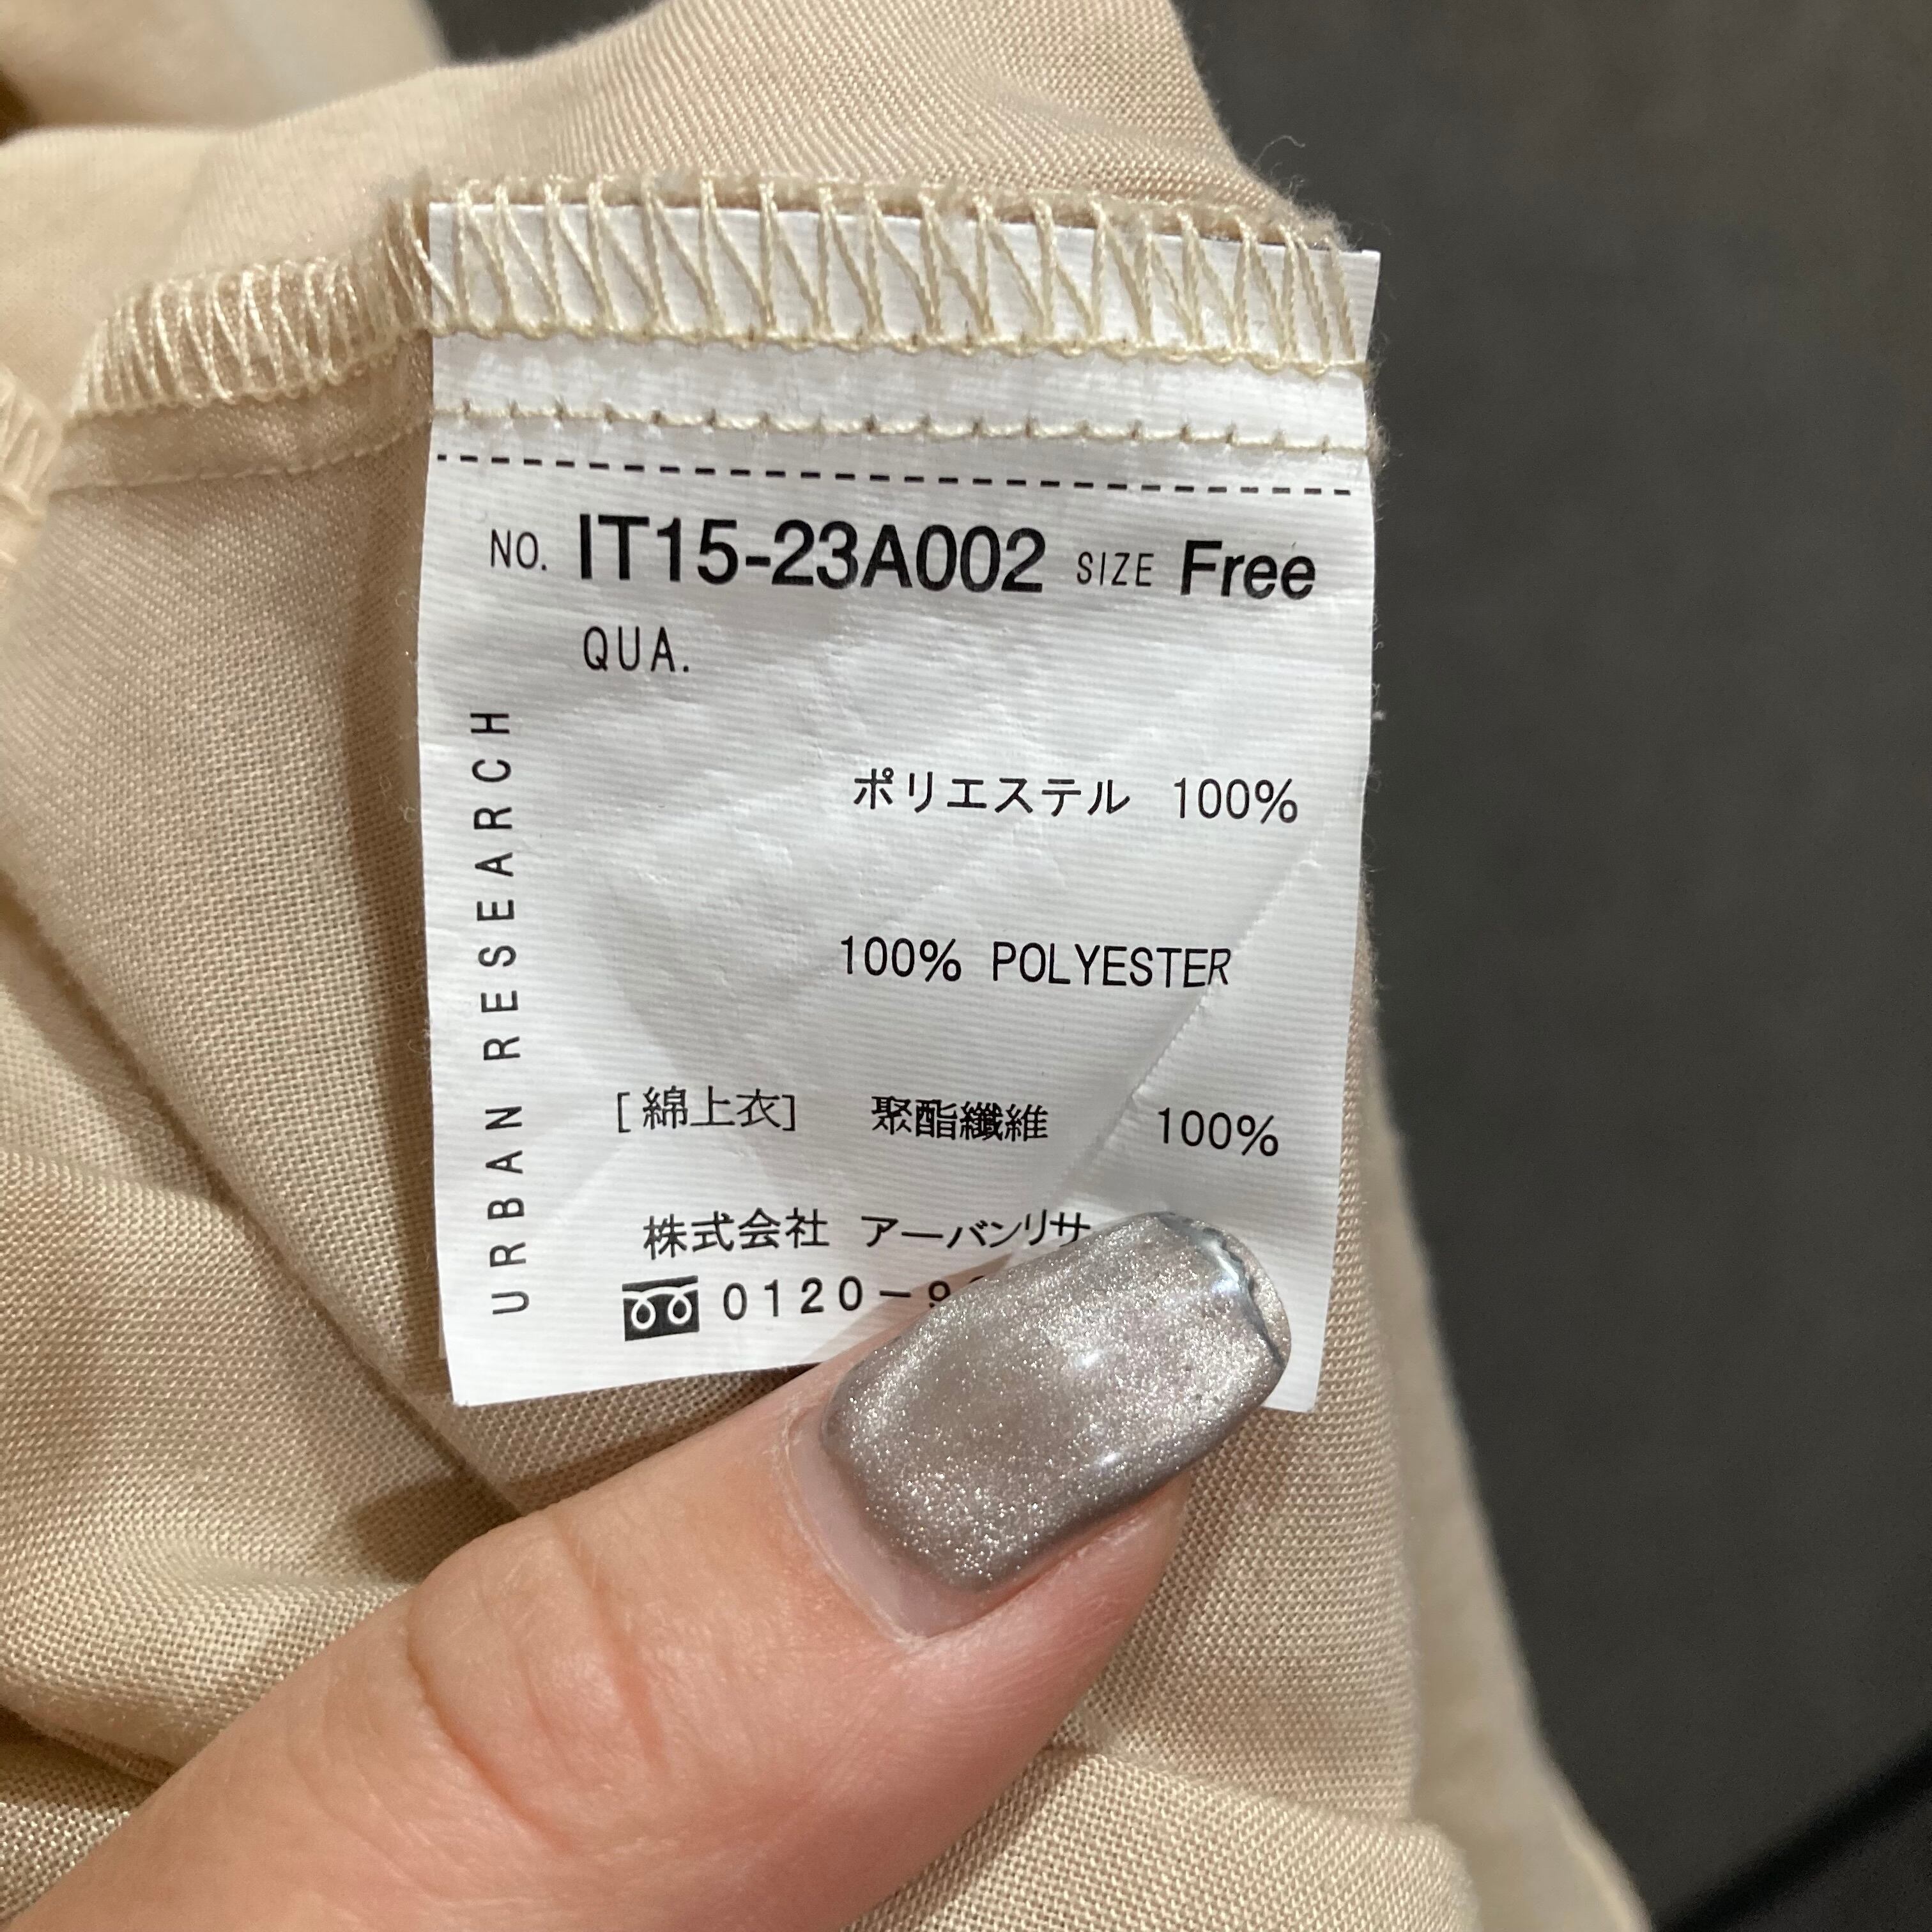 NO. IT15-23A002 SIZE Free
QUA.
ポリエステル 100%
100% POLYESTER
[綿上衣] 聚酯纖維 100%
株式会社 アーバンリサ
0120-9
URBAN RESEARCH